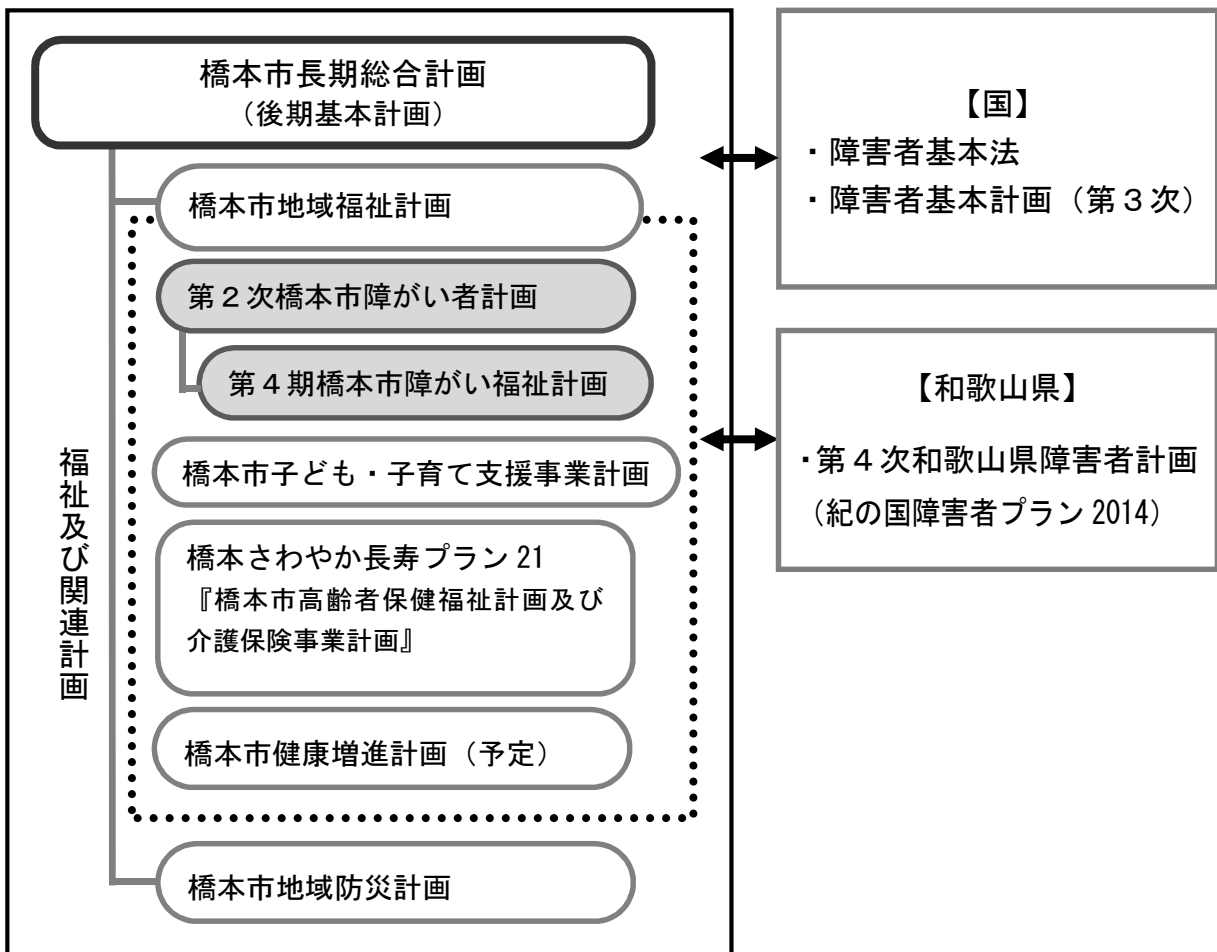 橋本市長期総合計画
（後期基本計画）
橋本市地域福祉計画
第２次橋本市障がい者計画
第４期橋本市障がい福祉計画
橋本市子ども・子育て支援事業計画
橋本さわやか長寿プラン 21
『橋本市高齢者保健福祉計画及び
介護保険事業計画』
橋本市健康増進計画（予定）
橋本市地域防災計画
福祉及び関連計画
【国】
・障害者基本法
・障害者基本計画（第３次）
【和歌山県】
・第４次和歌山県障害者計画
（紀の国障害者プラン 2014）